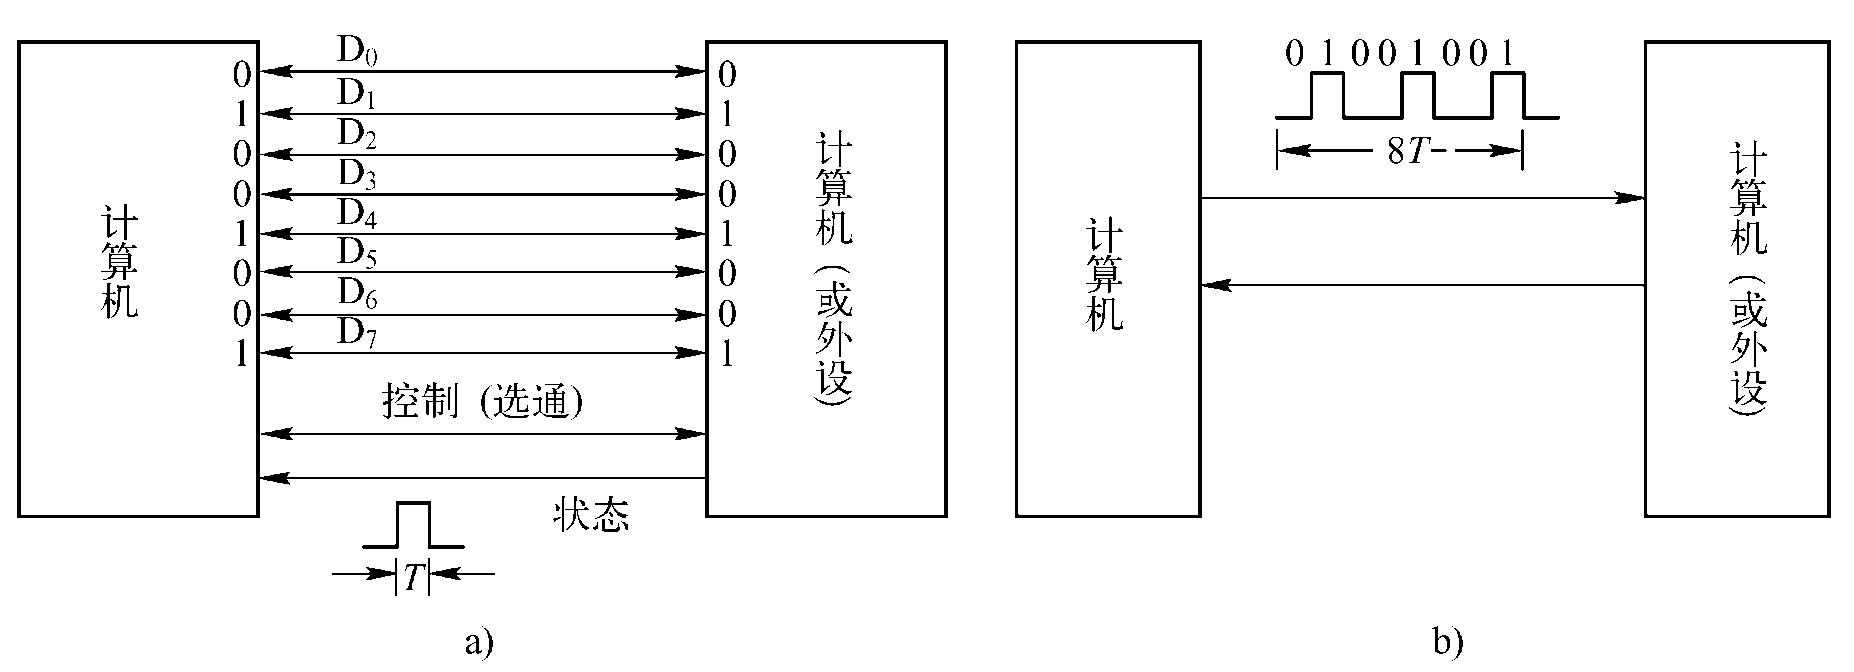 计算机
0
1
0
0
1
0
0
1
D₀
D₁
D₂
D₃
D₄
D₅
D₆
D₇
控制 (选通)
状态
T
0
1
0
0
1
0
0
1
计算机(或外设)
a)
计算机
0 1 0 0 1 0 0 1
8T
计算机(或外设)
b)